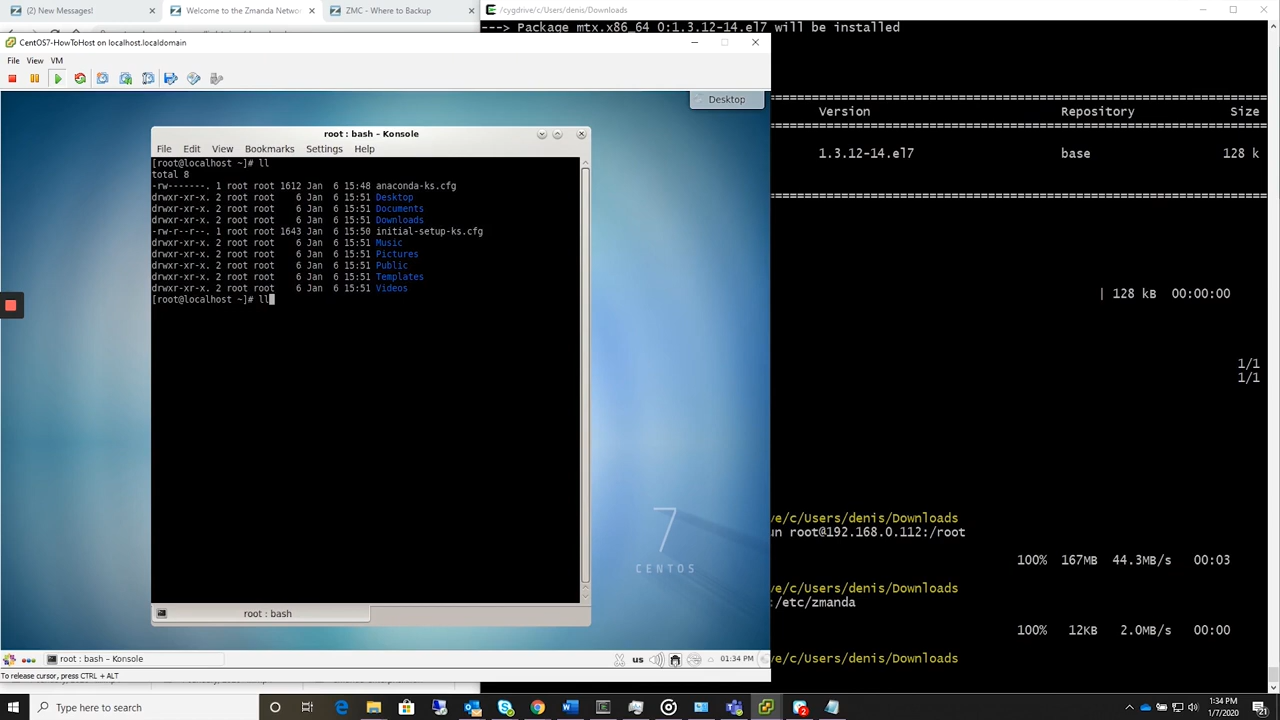 (2) New Messages!
Welcome to the Zmanda Netwo
ZMC - Where to Backup
/cygdrive/c/Users/denis/Downloads
---> Package mtx.x86_64 0:1.3.12-14.el7 will be installed
CentOS7-HowToHost on localhost.localdomain
File View VM
Desktop
Version Repository Size
root : bash – Konsole
File Edit View Bookmarks Settings Help
1.3.12-14.el7 base 128 k
[root@localhost ~]# ll
total 8
-rw-------. 1 root root 1612 Jan 6 15:48 anaconda-ks.cfg
drwxr-xr-x. 2 root root 6 Jan 6 15:51 Desktop
drwxr-xr-x. 2 root root 6 Jan 6 15:51 Documents
drwxr-xr-x. 2 root root 6 Jan 6 15:51 Downloads
-rw-r--r--. 1 root root 1643 Jan 6 15:50 initial-setup-ks.cfg
drwxr-xr-x. 2 root root 6 Jan 6 15:51 Music
drwxr-xr-x. 2 root root 6 Jan 6 15:51 Pictures
drwxr-xr-x. 2 root root 6 Jan 6 15:51 Public
drwxr-xr-x. 2 root root 6 Jan 6 15:51 Templates
drwxr-xr-x. 2 root root 6 Jan 6 15:51 Videos
[root@localhost ~]# ll
| 128 kB 00:00:00
1/1
1/1
7
CENTOS
ve/c/Users/denis/Downloads
un root@192.168.0.112:/root
100% 167MB 44.3MB/s 00:03
ve/c/Users/denis/Downloads
:/etc/zmanda
100% 12KB 2.0MB/s 00:00
ve/c/Users/denis/Downloads
root : bash
root : bash – Konsole
us
01:34 PM
To release cursor, press CTRL + ALT
Type here to search
2
1:34 PM
1/7/2020
21